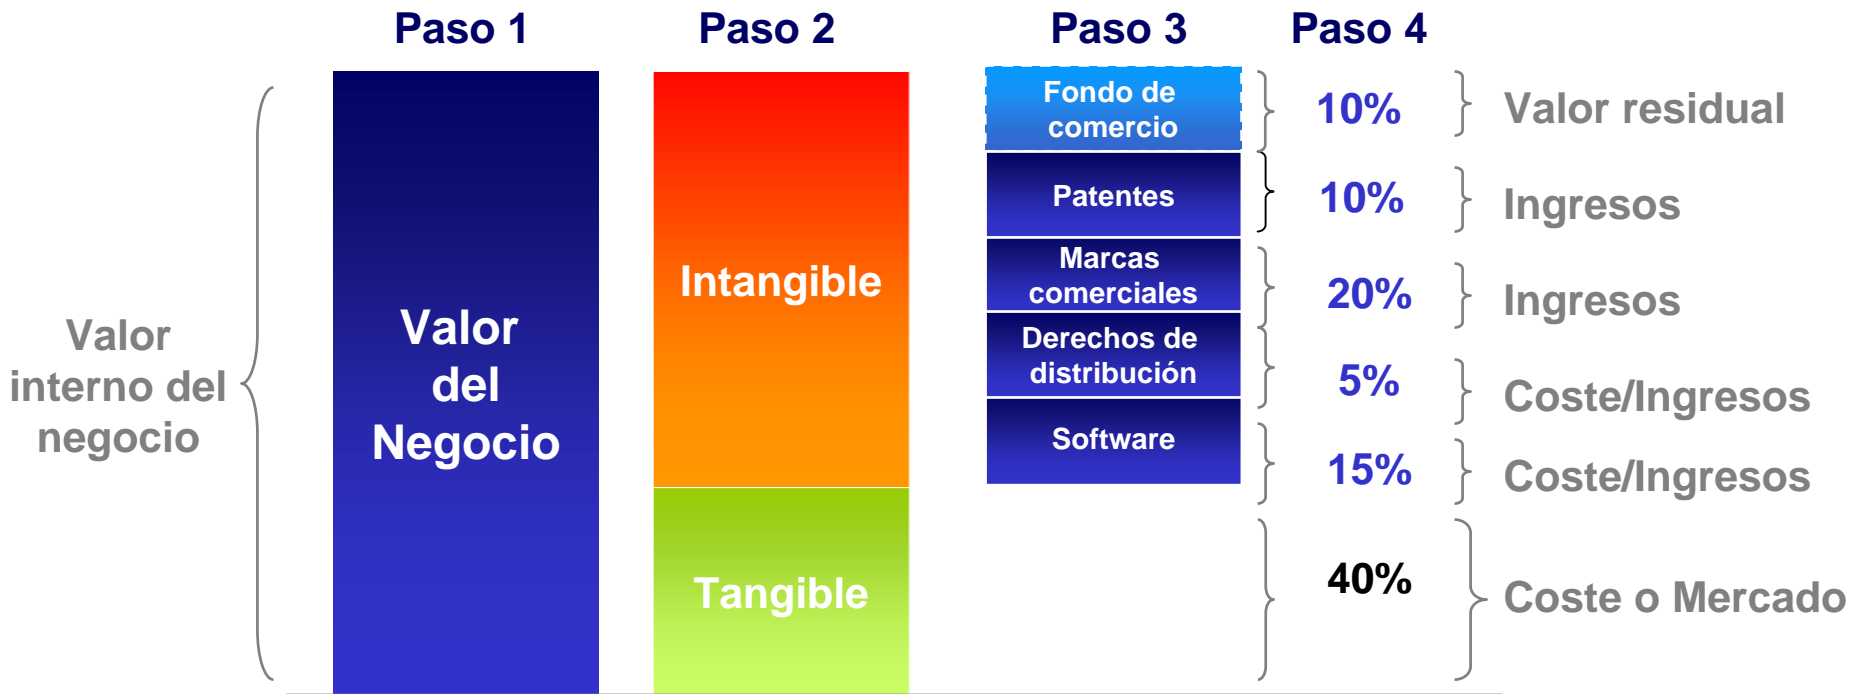 Paso 1
Paso 2
Paso 3
Paso 4
Valor
interno del
negocio
Valor
del
Negocio
Intangible
Tangible
Fondo de
comercio
10%
Valor residual
Patentes
10%
Ingresos
Marcas
comerciales
20%
Ingresos
Derechos de
distribución
5%
Coste/Ingresos
Software
15%
Coste/Ingresos
40%
Coste o Mercado